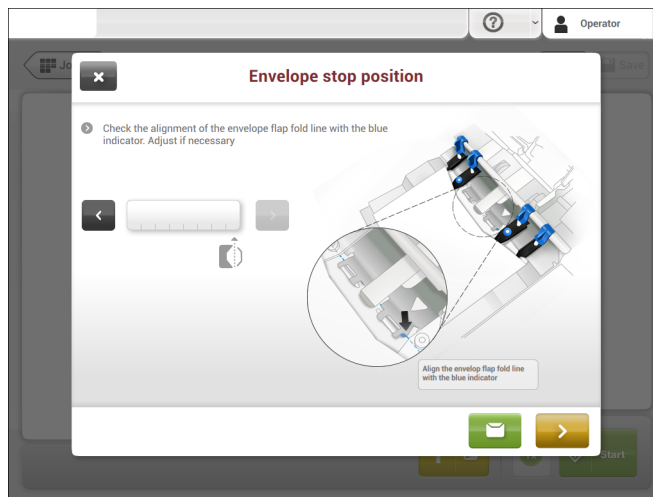 Operator
Jo
Save
Envelope stop position
Check the alignment of the envelope flap fold line with the blue
indicator. Adjust if necessary
Align the envelop flap fold line
with the blue indicator
Start